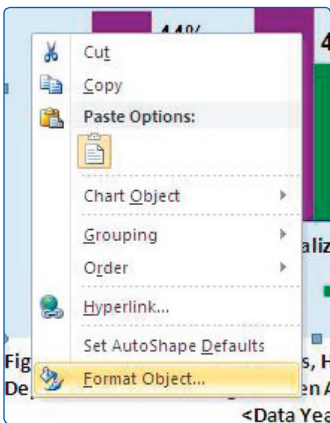 44%
4
Cut
Copy
Paste Options:
Chart Object
Grouping
aliz
Order
Hyperlink...
Set AutoShape Defaults
Fig
s, H
Format Object...
De
en A
<Data Yea